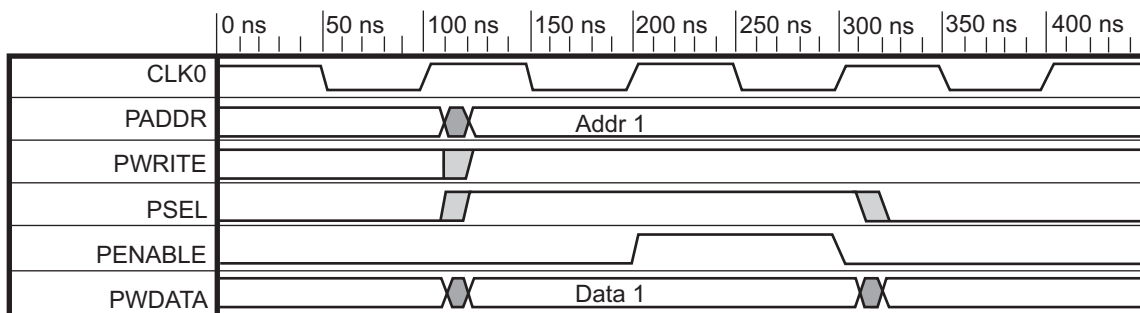 0 ns 50 ns 100 ns 150 ns 200 ns 250 ns 300 ns 350 ns 400 ns
CLK0
PADDR Addr 1
PWRITE
PSEL
PENABLE
PWDATA Data 1